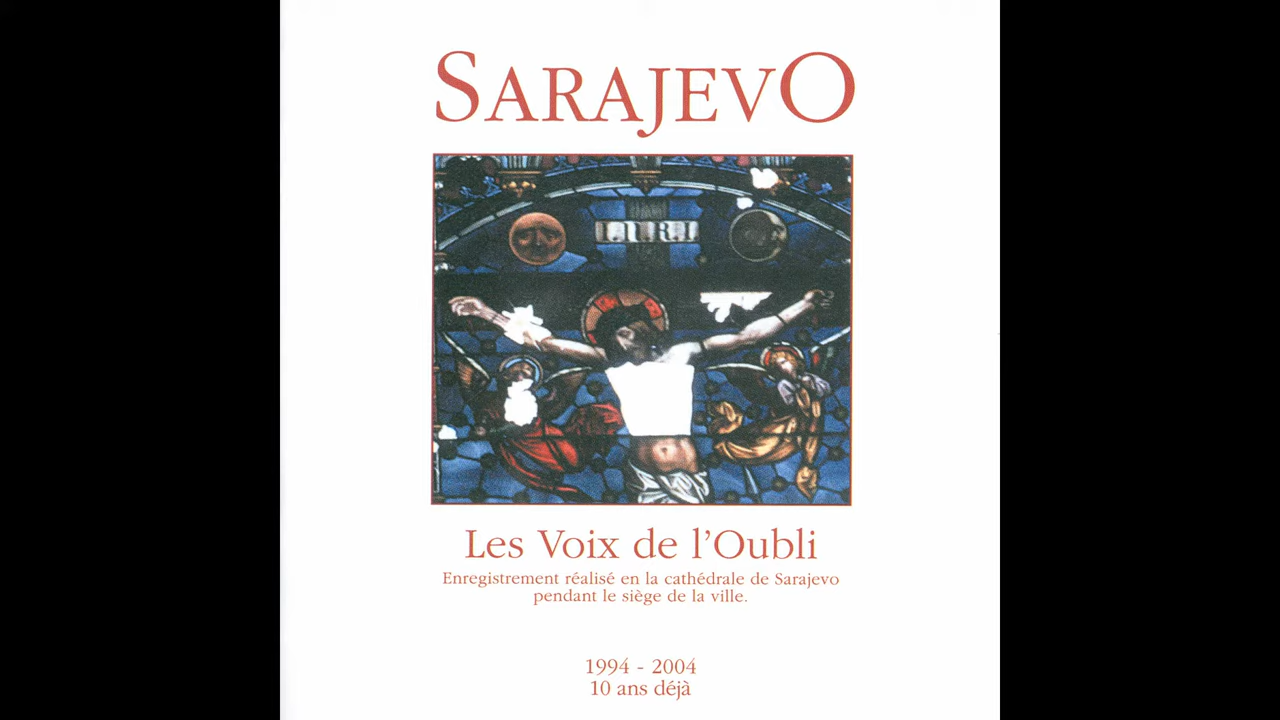 SARAJEVO
I.N.R.I
Les Voix de l'Oubli
Enregistrement réalisé en la cathédrale de Sarajevo
pendant le siège de la ville.
1994 - 2004
10 ans déjà